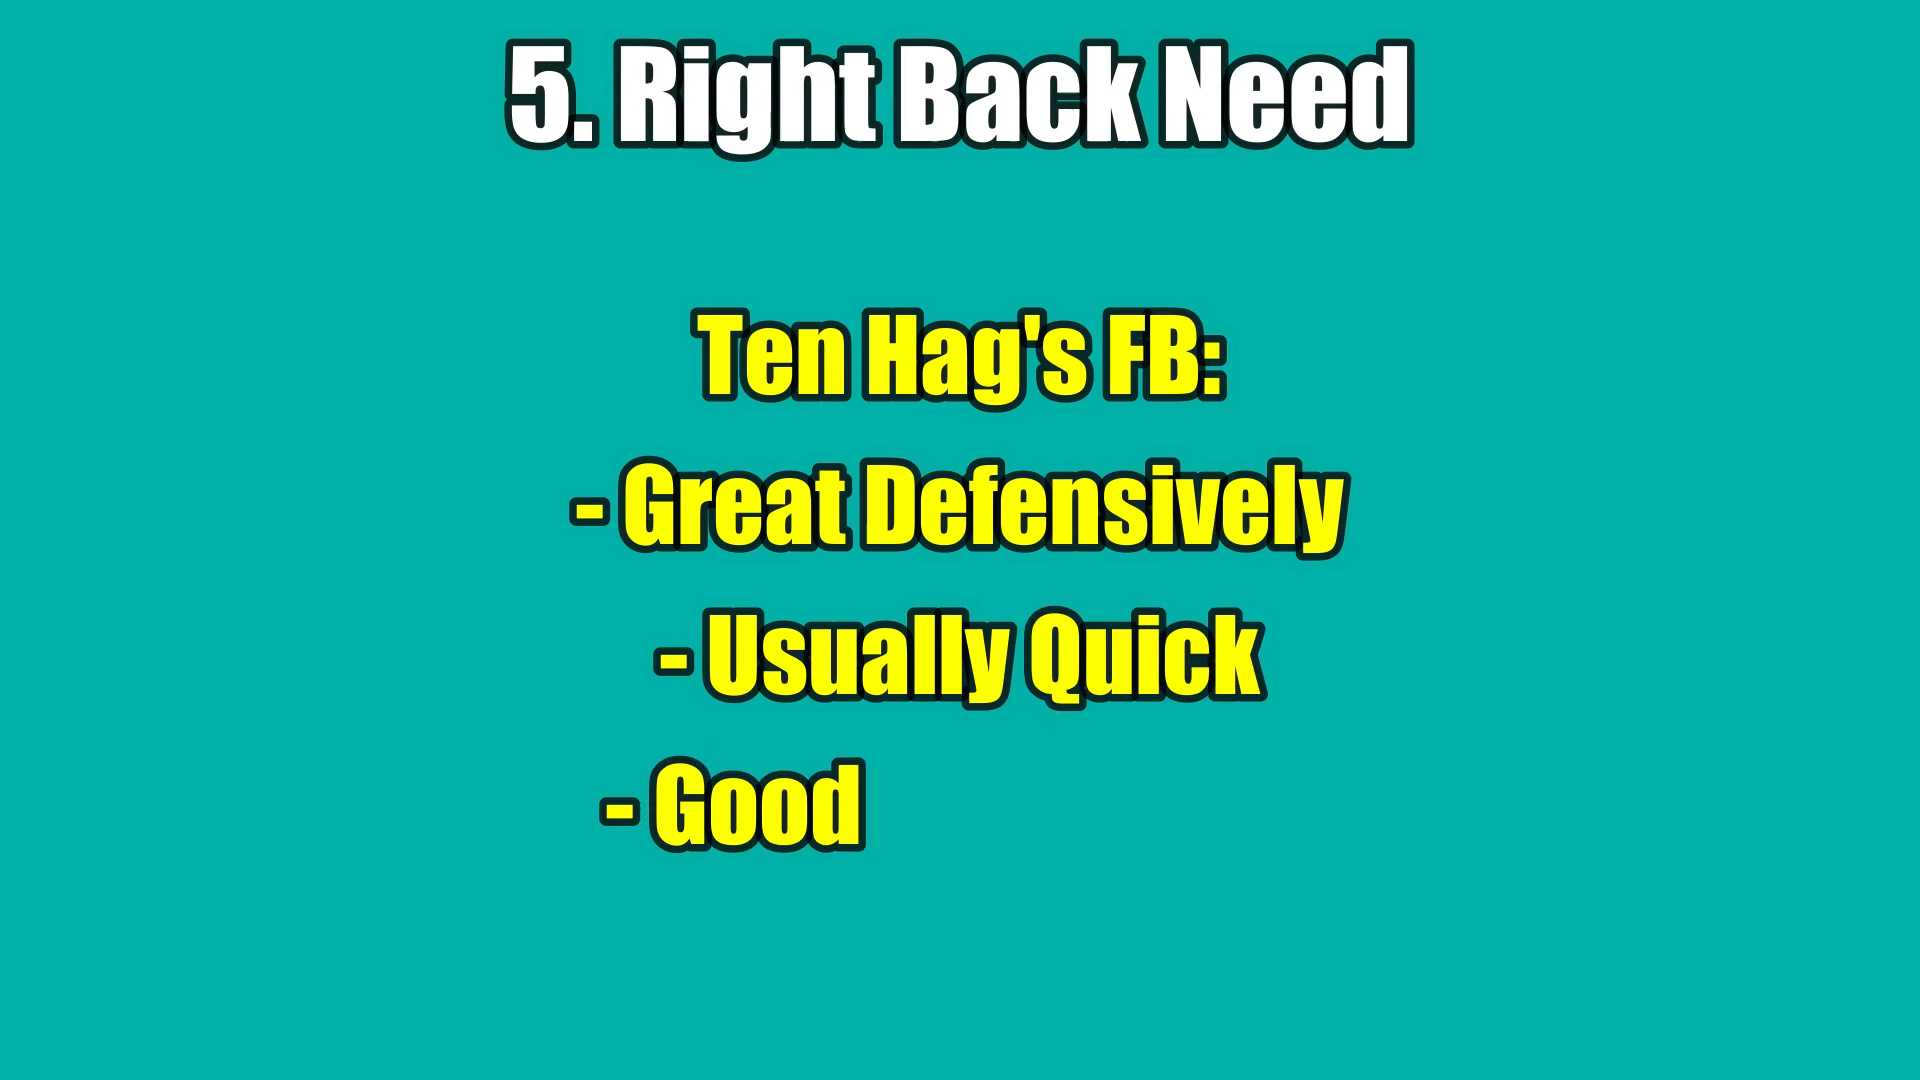 5. Right Back Need
Ten Hag's FB:
- Great Defensively
- Usually Quick
- Good